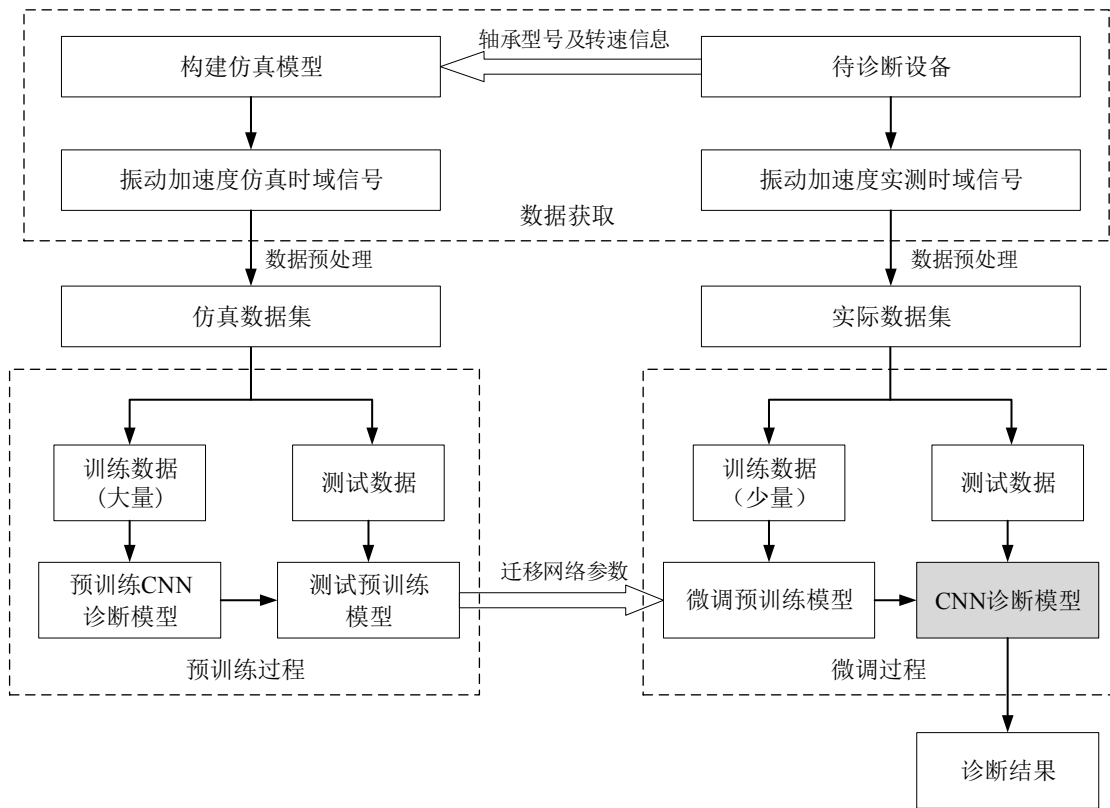 轴承型号及转速信息
构建仿真模型
待诊断设备
振动加速度仿真时域信号
振动加速度实测时域信号
数据获取
数据预处理
数据预处理
仿真数据集
实际数据集
训练数据
(大量)
测试数据
训练数据
（少量）
测试数据
预训练CNN
诊断模型
测试预训练
模型
迁移网络参数
微调预训练模型
CNN诊断模型
预训练过程
微调过程
诊断结果